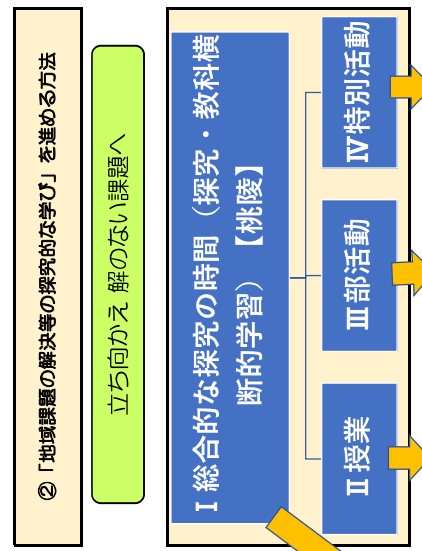 ②「地域課題の解決等の探究的な学び」を進める方法
立ち向かえ 解のない課題へ
Ⅰ総合的な探究の時間（探究・教科横
断的学習）【桃陵】
Ⅱ授業
Ⅲ部活動
Ⅳ特別活動